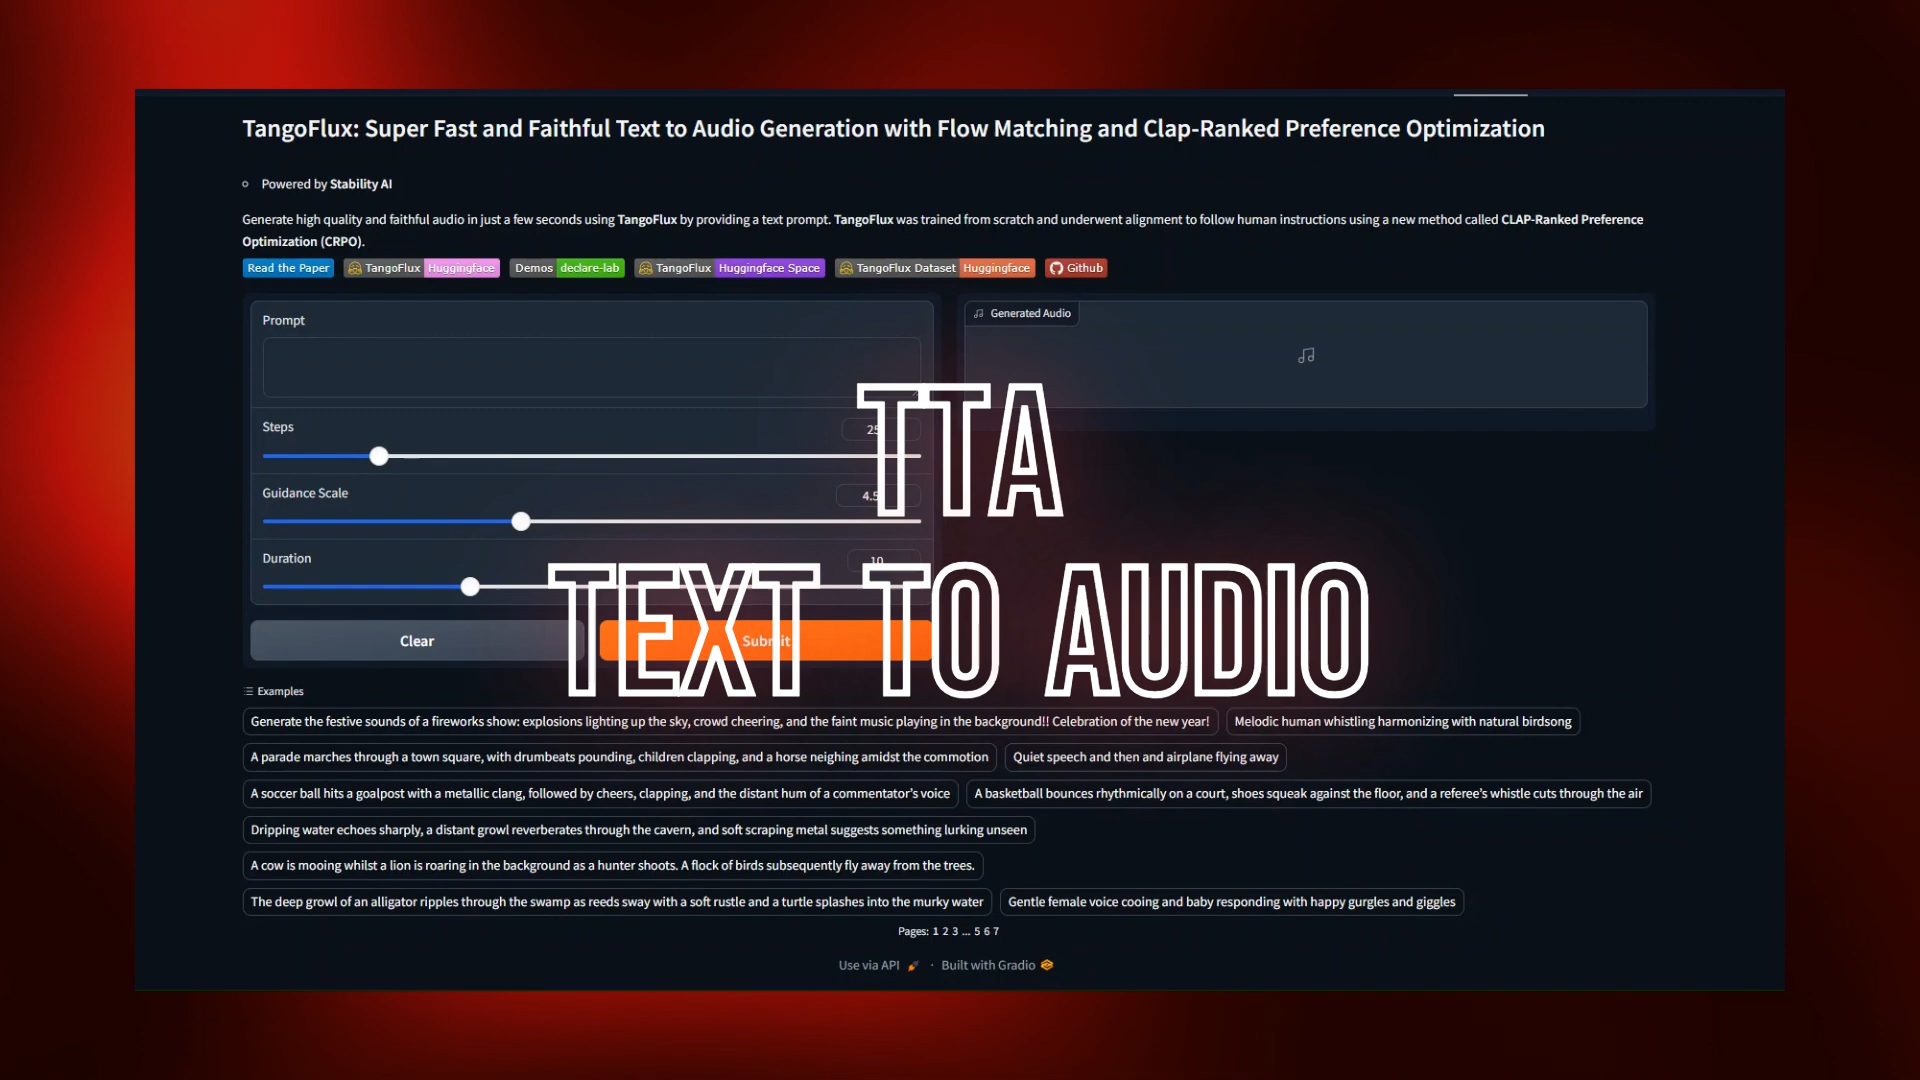 TangoFlux: Super Fast and Faithful Text to Audio Generation with Flow Matching and Clap-Ranked Preference Optimization
Powered by Stability AI
Generate high quality and faithful audio in just a few seconds using TangoFlux by providing a text prompt. TangoFlux was trained from scratch and underwent alignment to follow human instructions using a new method called CLAP-Ranked Preference
Optimization (CRPO).
Read the Paper TangoFlux Huggingface Demos declare-lab TangoFlux Huggingface Space TangoFlux Dataset Huggingface Github
Prompt
Generated Audio
Steps
25
Guidance Scale
4.5
Duration
10
TTA
TEXT TO AUDIO
Clear
Submit
Examples
Generate the festive sounds of a fireworks show: explosions lighting up the sky, crowd cheering, and the faint music playing in the background!! Celebration of the new year! Melodic human whistling harmonizing with natural birdsong
A parade marches through a town square, with drumbeats pounding, children clapping, and a horse neighing amidst the commotion Quiet speech and then and airplane flying away
A soccer ball hits a goalpost with a metallic clang, followed by cheers, clapping, and the distant hum of a commentator's voice A basketball bounces rhythmically on a court, shoes squeak against the floor, and a referee's whistle cuts through the air
Dripping water echoes sharply, a distant growl reverberates through the cavern, and soft scraping metal suggests something lurking unseen
A cow is mooing whilst a lion is roaring in the background as a hunter shoots. A flock of birds subsequently fly away from the trees.
The deep growl of an alligator ripples through the swamp as reeds sway with a soft rustle and a turtle splashes into the murky water Gentle female voice cooing and baby responding with happy gurgles and giggles
Pages: 1 2 3 ... 5 6 7
Use via API · Built with Gradio